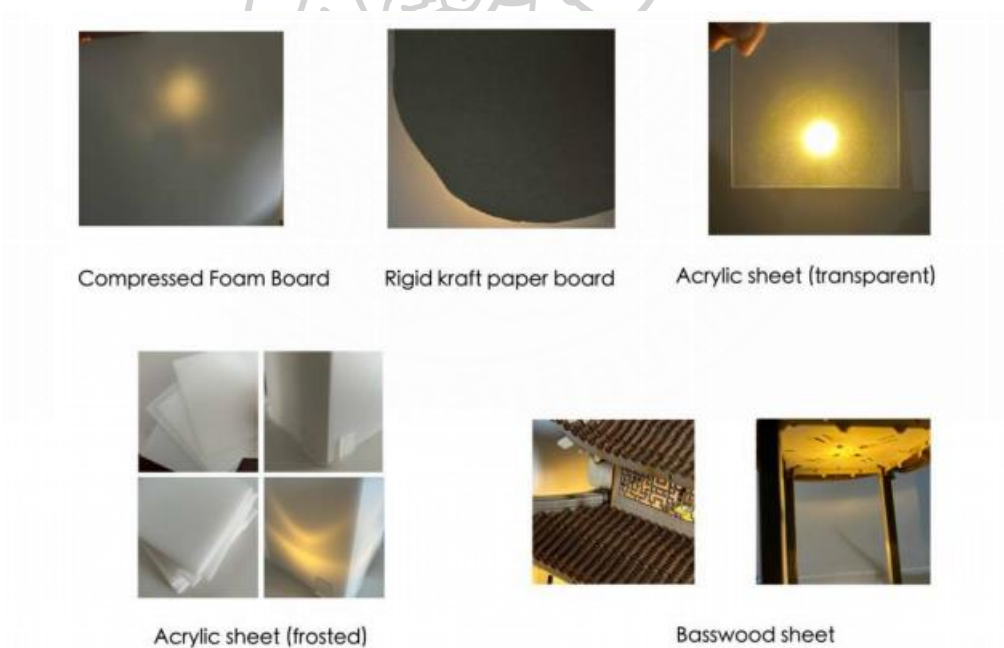 Compressed Foam Board
Rigid kraft paper board
Acrylic sheet (transparent)
Acrylic sheet (frosted)
Basswood sheet